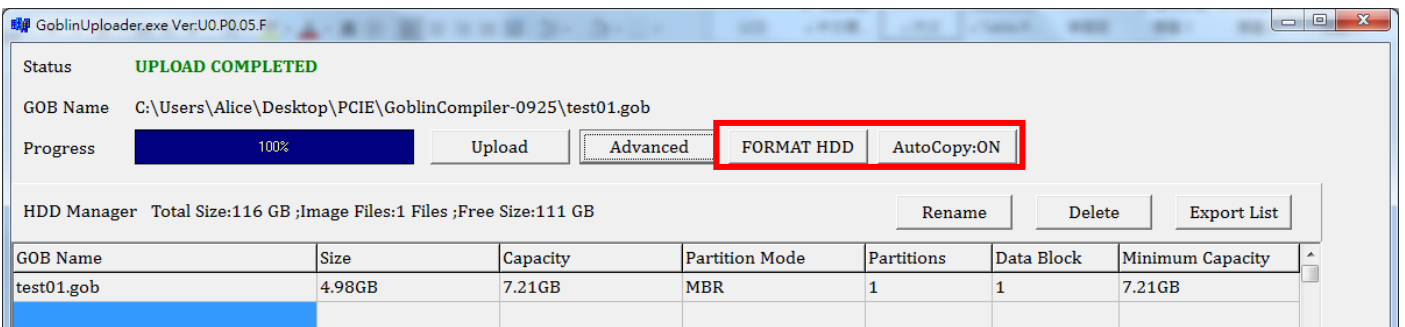 GoblinUploader.exe Ver:U0.P0.05.F
Status UPLOAD COMPLETED
GOB Name C:\Users\Alice\Desktop\PCIE\GoblinCompiler-0925\test01.gob
Progress 100% Upload Advanced FORMAT HDD AutoCopy:ON
HDD Manager Total Size:116 GB ;Image Files:1 Files ;Free Size:111 GB Rename Delete Export List
GOB Name Size Capacity Partition Mode Partitions Data Block Minimum Capacity
test01.gob 4.98GB 7.21GB MBR 1 1 7.21GB